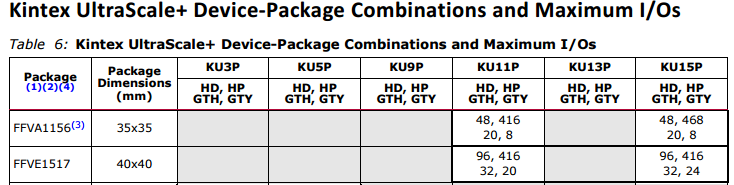 Kintex UltraScale+ Device-Package Combinations and Maximum I/Os
Table 6: Kintex UltraScale+ Device-Package Combinations and Maximum I/Os
Package (1)(2)(4) Package Dimensions (mm) KU3P KU5P KU9P KU11P KU13P KU15P
HD, HP HD, HP HD, HP HD, HP HD, HP HD, HP
GTH, GTY GTH, GTY GTH, GTY GTH, GTY GTH, GTY GTH, GTY
FFVA1156(3) 35x35 48, 416 48, 468
20, 8 20, 8
FFVE1517 40x40 96, 416 96, 416
32, 20 32, 24